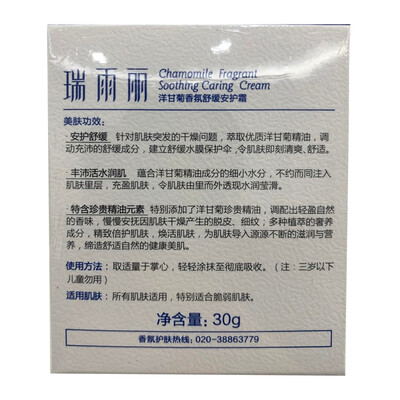 瑞雨丽 Chamomile Fragrant
Soothing Caring Cream
洋甘菊香氛舒缓安护霜
美肤功效：
·安护舒缓 针对肌肤突发的干燥问题，萃取优质洋甘菊精油，调
动充沛的舒缓成分，建立舒缓水膜保护伞，令肌肤即刻清爽、舒适。
·丰沛活水润肌 蕴合洋甘菊精油成分的细小水分，不约而同注入
肌肤里层，充盈肌肤，令肌肤由里而外透现水润莹滑。
·特含珍贵精油元素 特别添加了洋甘菊珍贵精油，调配出轻盈自然
的香味，慢慢安抚因肌肤干燥产生的脱皮、细纹；多种植萃的奢养
成分，精致倍护肌肤，焕活肌肤，为肌肤导入源源不断的滋润与营
养，缔造舒适自然的健康美肌。
使用方法： 取适量于掌心，轻轻涂抹至彻底吸收。（注：三岁以下
儿童勿用）
适用肌肤：所有肌肤适用，特别适合脆弱肌肤。
净含量：30g
香氛护肤热线：020-38863779